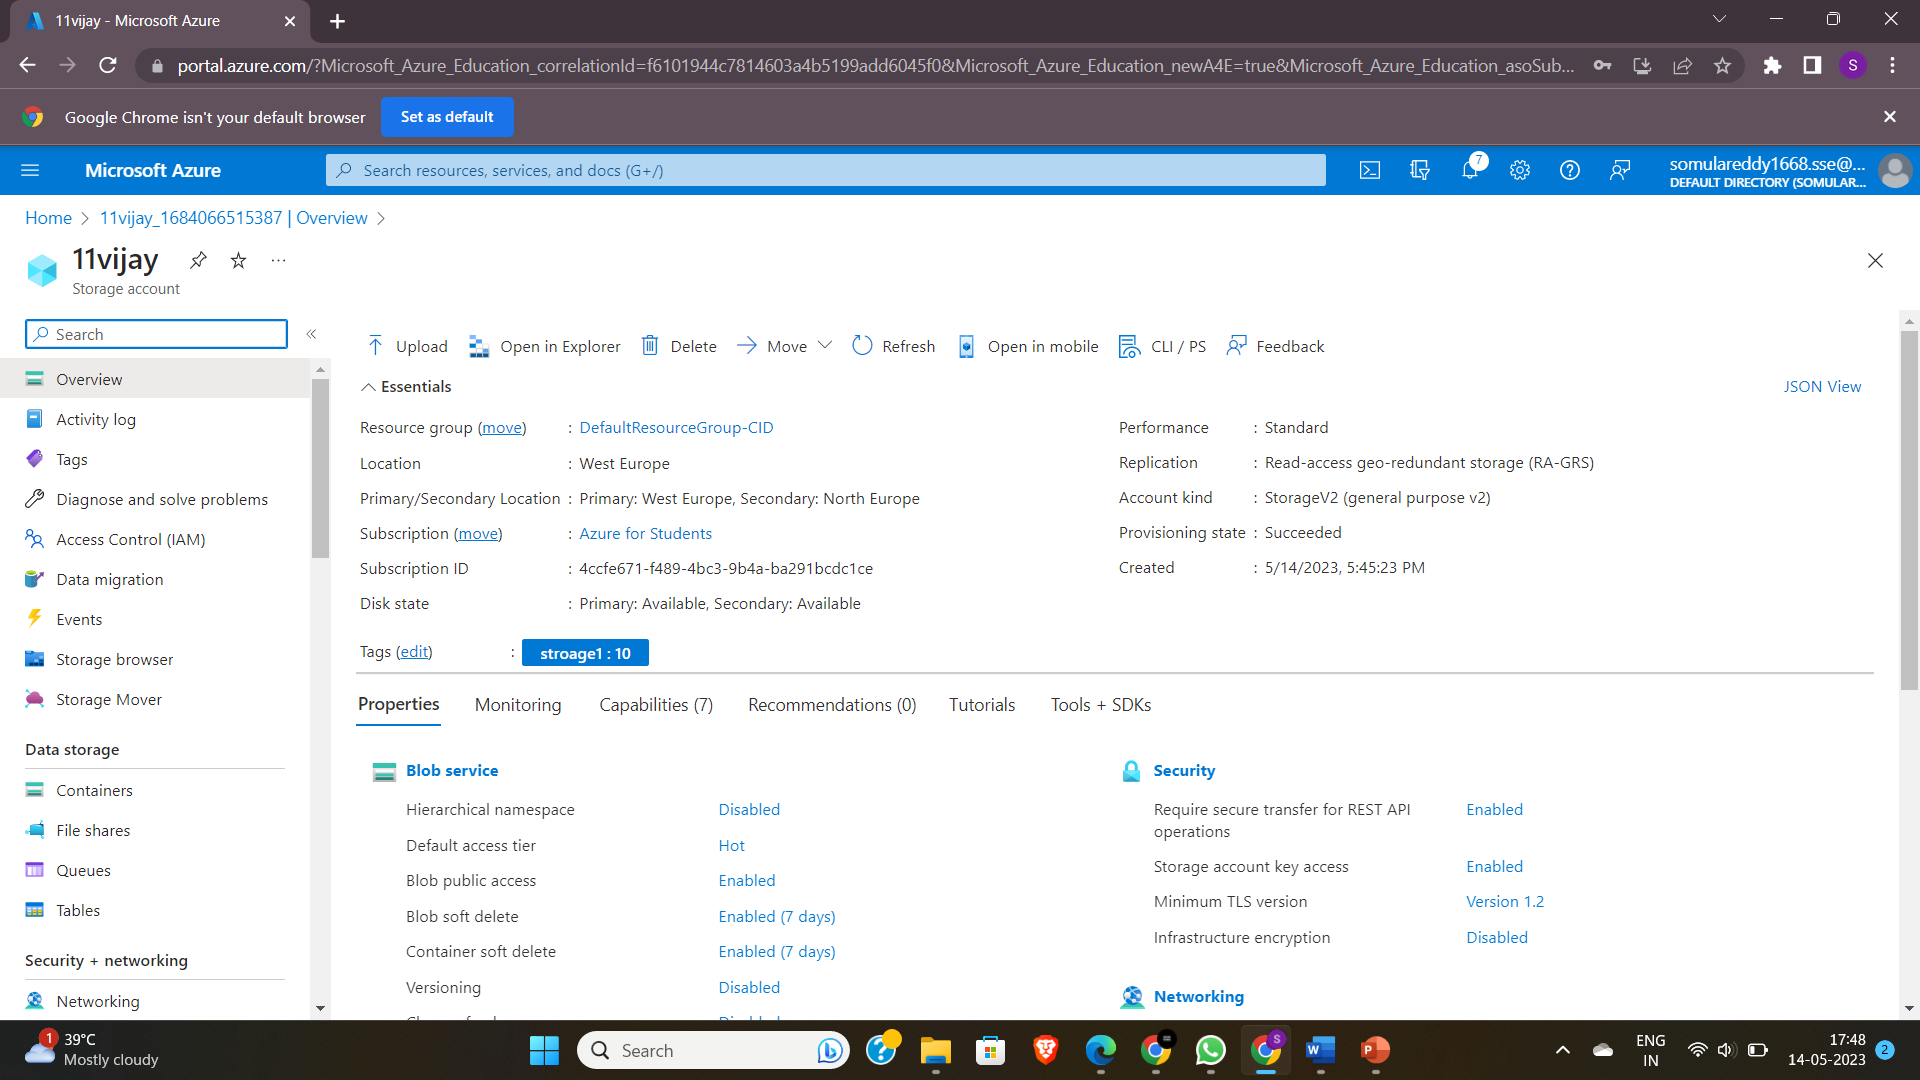 11vijay - Microsoft Azure
portal.azure.com/?Microsoft_Azure_Education_correlationId=f6101944c7814603a4b5199add6045f0&Microsoft_Azure_Education_newA4E=true&Microsoft_Azure_Education_asoSub...
S
Google Chrome isn't your default browser
Set as default
Microsoft Azure
Search resources, services, and docs (G+/)
7
somulareddy1668.sse@...
DEFAULT DIRECTORY (SOMULAR...
Home > 11vijay_1684066515387 | Overview >
11vijay
...
Storage account
Search
«
Overview
Activity log
Tags
Diagnose and solve problems
Access Control (IAM)
Data migration
Events
Storage browser
Storage Mover
Data storage
Containers
File shares
Queues
Tables
Security + networking
Networking
Upload
Open in Explorer
Delete
Move
Refresh
Open in mobile
CLI / PS
Feedback
Essentials
JSON View
Resource group (move) : DefaultResourceGroup-CID
Location : West Europe
Primary/Secondary Location : Primary: West Europe, Secondary: North Europe
Subscription (move) : Azure for Students
Subscription ID : 4ccfe671-f489-4bc3-9b4a-ba291bcdc1ce
Disk state : Primary: Available, Secondary: Available
Tags (edit) : stroage1 : 10
Performance : Standard
Replication : Read-access geo-redundant storage (RA-GRS)
Account kind : StorageV2 (general purpose v2)
Provisioning state : Succeeded
Created : 5/14/2023, 5:45:23 PM
Properties
Monitoring
Capabilities (7)
Recommendations (0)
Tutorials
Tools + SDKs
Blob service
Hierarchical namespace Disabled
Default access tier Hot
Blob public access Enabled
Blob soft delete Enabled (7 days)
Container soft delete Enabled (7 days)
Versioning Disabled
Security
Require secure transfer for REST API operations Enabled
Storage account key access Enabled
Minimum TLS version Version 1.2
Infrastructure encryption Disabled
Networking
1
39°C
Mostly cloudy
Search
S
W
P
ENG
IN
17:48
14-05-2023
2